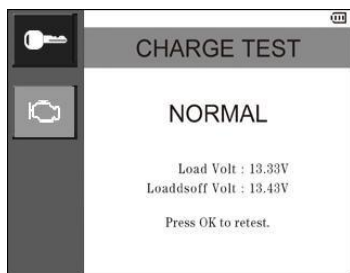 CHARGE TEST
NORMAL
Load Volt : 13.33V
Loaddsoff Volt : 13.43V
Press OK to retest.